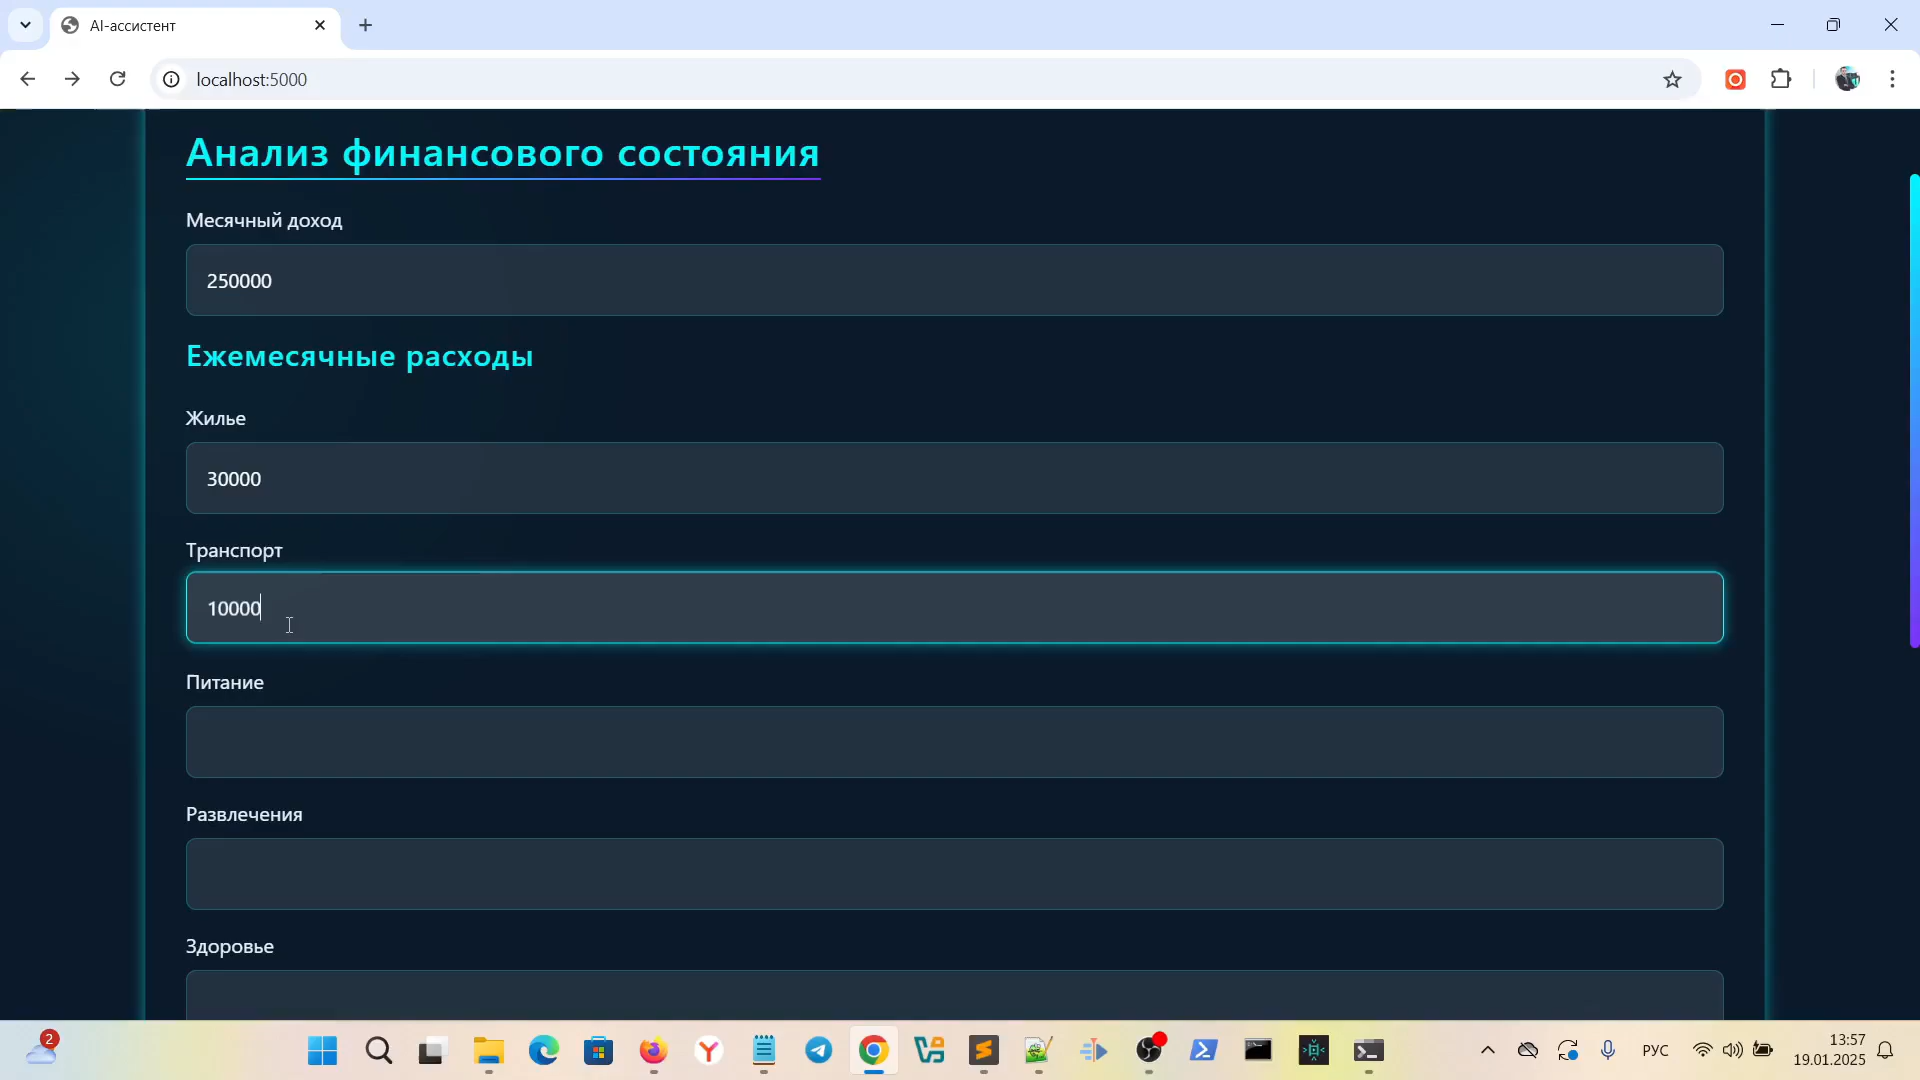 AI-ассистент
localhost:5000
Анализ финансового состояния
Месячный доход
250000
Ежемесячные расходы
Жилье
30000
Транспорт
10000
Питание
Развлечения
Здоровье
2
РУС
13:57
19.01.2025